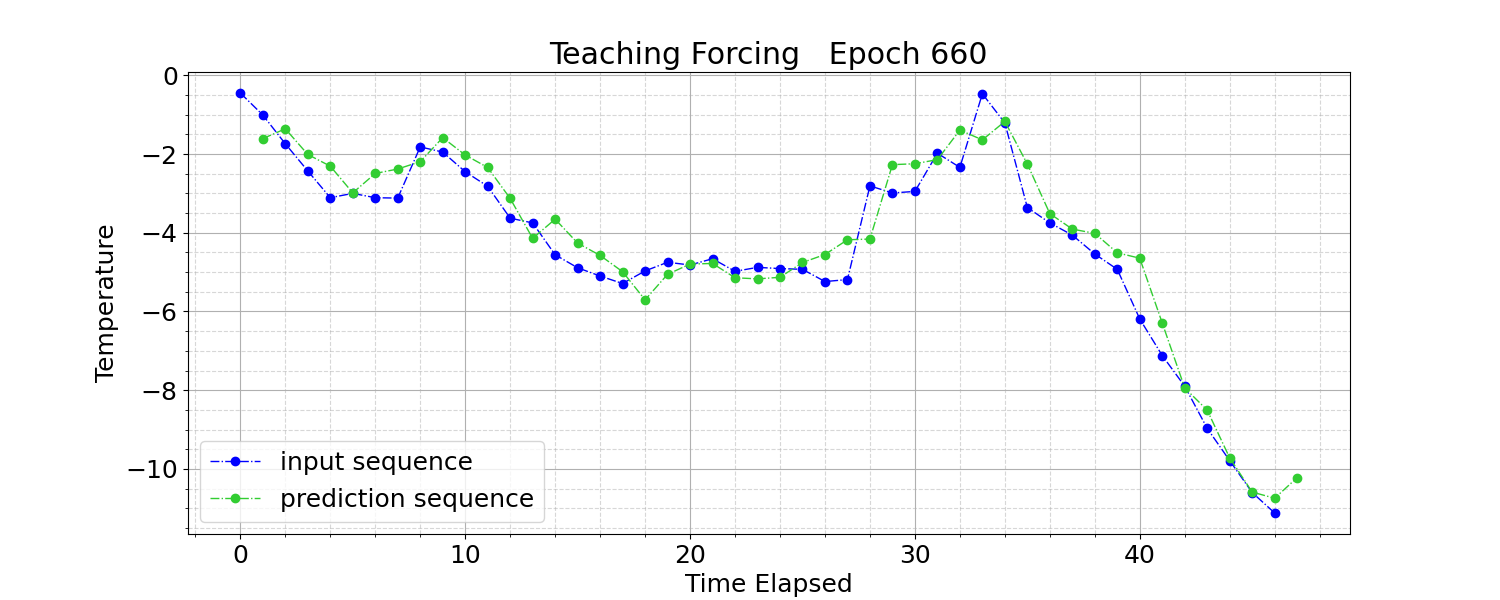 Teaching Forcing   Epoch 660
0
−2
−4
−6
−8
−10
Temperature
input sequence
prediction sequence
0 10 20 30 40
Time Elapsed